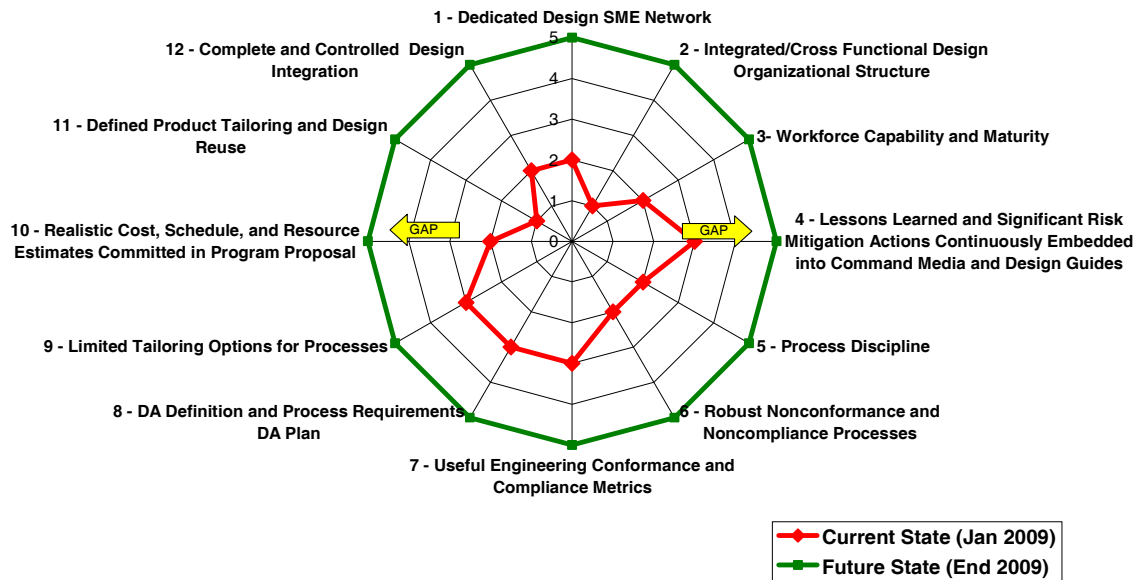 1 - Dedicated Design SME Network
2 - Integrated/Cross Functional Design
Organizational Structure
3- Workforce Capability and Maturity
4 - Lessons Learned and Significant Risk
Mitigation Actions Continuously Embedded
into Command Media and Design Guides
5 - Process Discipline
6 - Robust Nonconformance and
Noncompliance Processes
7 - Useful Engineering Conformance and
Compliance Metrics
8 - DA Definition and Process Requirements
DA Plan
9 - Limited Tailoring Options for Processes
10 - Realistic Cost, Schedule, and Resource
Estimates Committed in Program Proposal
11 - Defined Product Tailoring and Design
Reuse
12 - Complete and Controlled Design
Integration
5
4
3
2
1
0
GAP
GAP
Current State (Jan 2009)
Future State (End 2009)